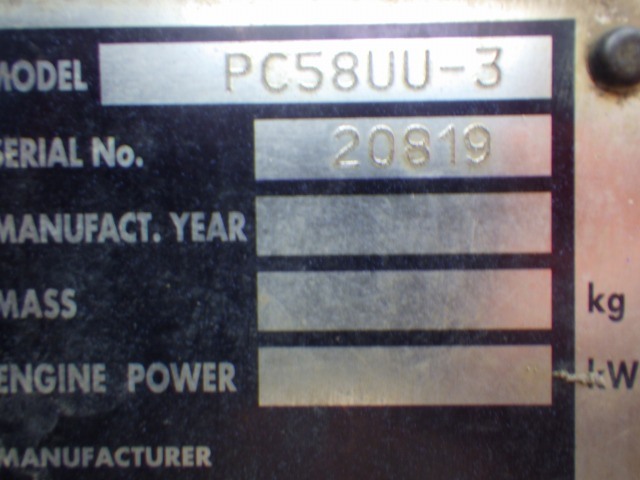 MODEL PC58UU-3
SERIAL No. 20819
MANUFACT. YEAR
MASS kg
ENGINE POWER kW
MANUFACTURER